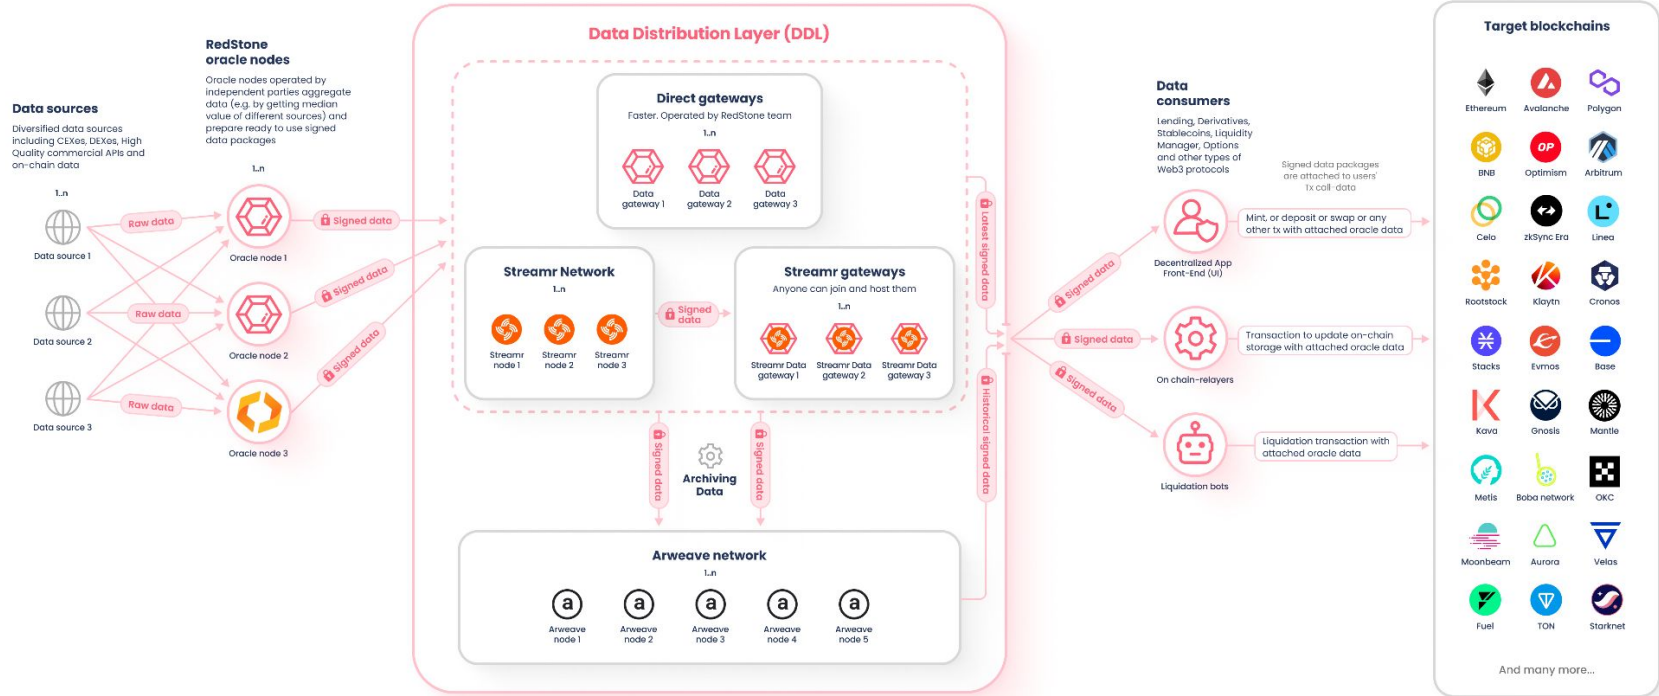 Data sources
Diversified data sources
including CEXes, DEXes, High
Quality commercial APIs and
on-chain data
1..n
Data source 1
Data source 2
Data source 3
Raw data
Raw data
Raw data
RedStone
oracle nodes
Oracle nodes operated by
independent parties aggregate
data (e.g. by getting median
value of different sources) and
prepare ready to use signed
data packages
1..n
Oracle node 1
Oracle node 2
Oracle node 3
Signed data
Signed data
Signed data
Data Distribution Layer (DDL)
Direct gateways
Faster. Operated by RedStone team
1..n
Data
gateway 1
Data
gateway 2
Data
gateway 3
Streamr Network
1..n
Streamr
node 1
Streamr
node 2
Streamr
node 3
Signed
data
Streamr gateways
Anyone can join and host them
1..n
Streamr Data
gateway 1
Streamr Data
gateway 2
Streamr Data
gateway 3
Signed data
Archiving
Data
Signed data
Latest signed data
Historical signed data
Arweave network
1..n
Arweave
node 1
Arweave
node 2
Arweave
node 3
Arweave
node 4
Arweave
node 5
Signed data
Signed data
Signed data
Data
consumers
Lending, Derivatives,
Stablecoins, Liquidity
Manager, Options
and other types of
Web3 protocols
Decentralized App
Front-End (UI)
On chain-relayers
Liquidation bots
Signed data packages
are attached to users'
tx call-data
Mint, or deposit or swap or any
other tx with attached oracle data
Transaction to update on-chain
storage with attached oracle data
Liquidation transaction with
attached oracle data
Target blockchains
Ethereum
Avalanche
Polygon
BNB
OP
Optimism
Arbitrum
Celo
zkSync Era
Linea
Rootstock
Klaytn
Cronos
Stacks
Evmos
Base
Kava
Gnosis
Mantle
Metis
Boba network
OKC
Moonbeam
Aurora
Velas
Fuel
TON
Starknet
And many more...